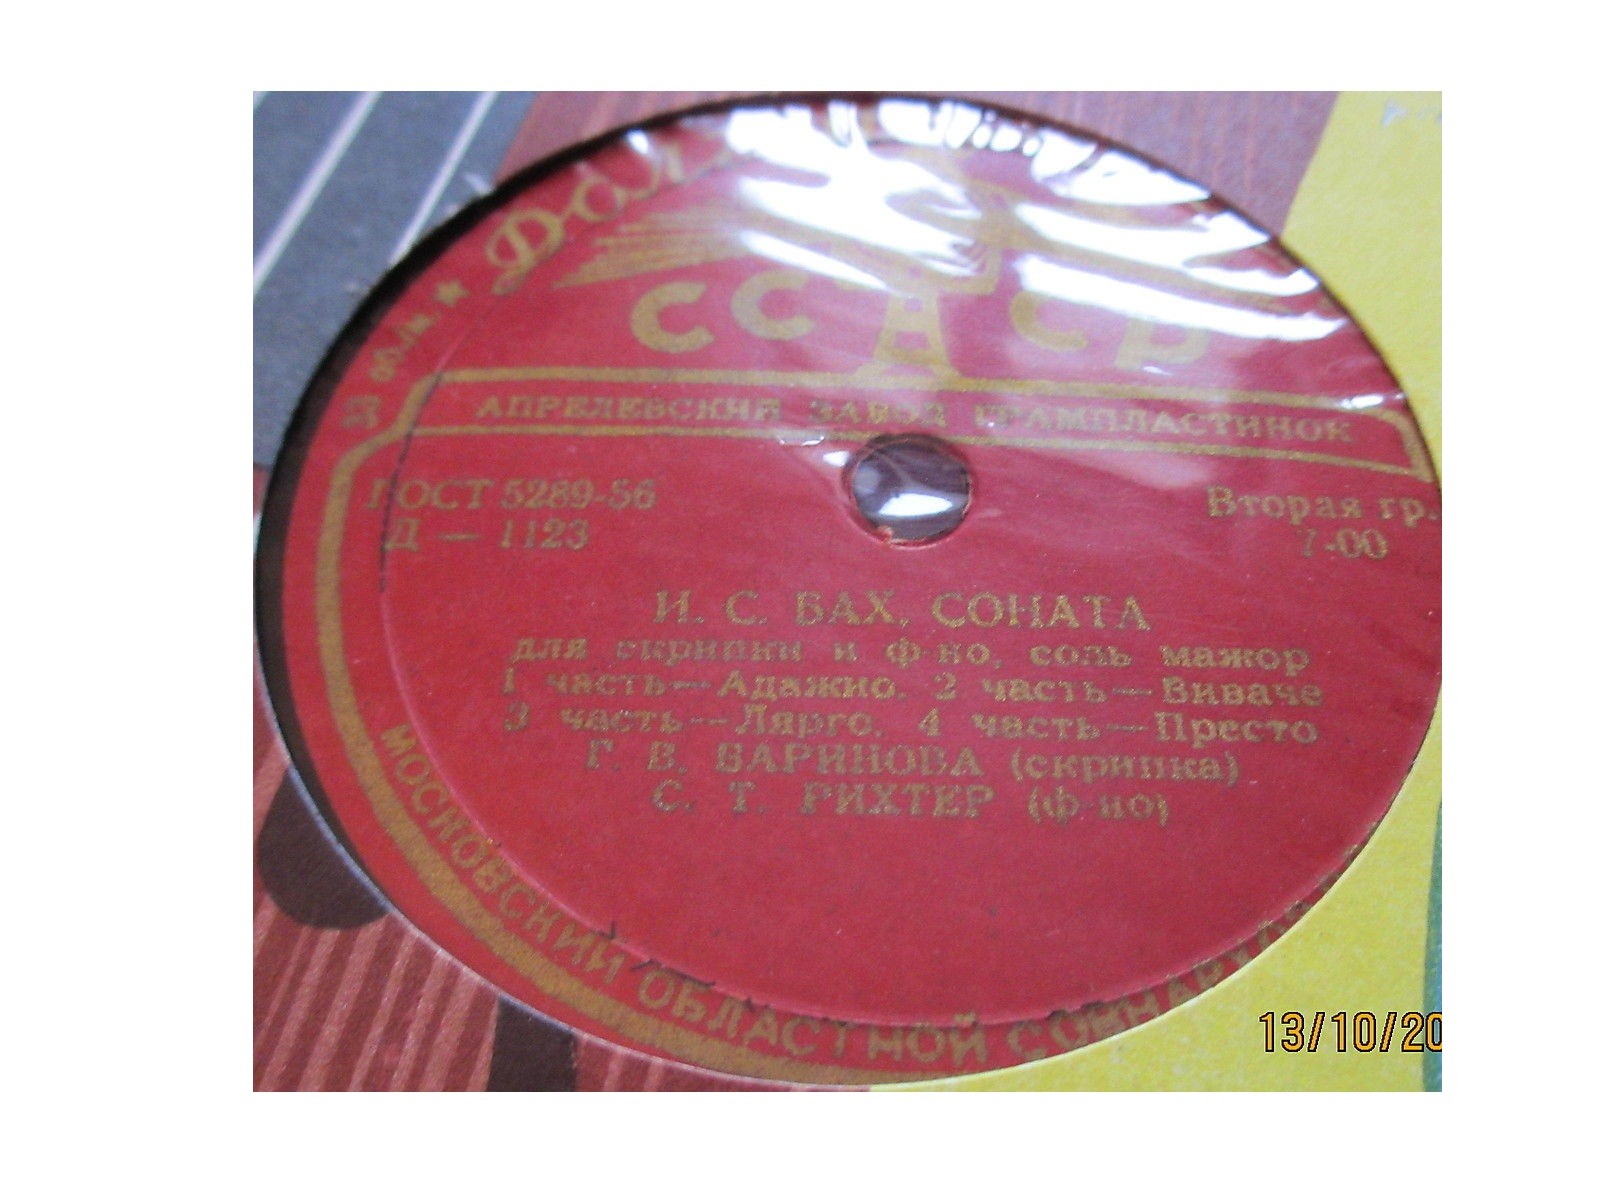 СССР
33 об/м. ★
АПРЕЛЕВСКИЙ ЗАВОД ГРАМПЛАСТИНОК
ГОСТ 5289-56
Вторая гр.
Д — 1123
7-00
И. С. БАХ, СОНАТА
для скрипки и ф-но, соль мажор
1 часть—Адажио. 2 часть—Виваче
3 часть—Лярго. 4 часть—Престо
Г. В. БАРИНОВА (скрипка)
С. Т. РИХТЕР (ф-но)
МОСКОВСКИЙ ОБЛАСТНОЙ
13/10/20